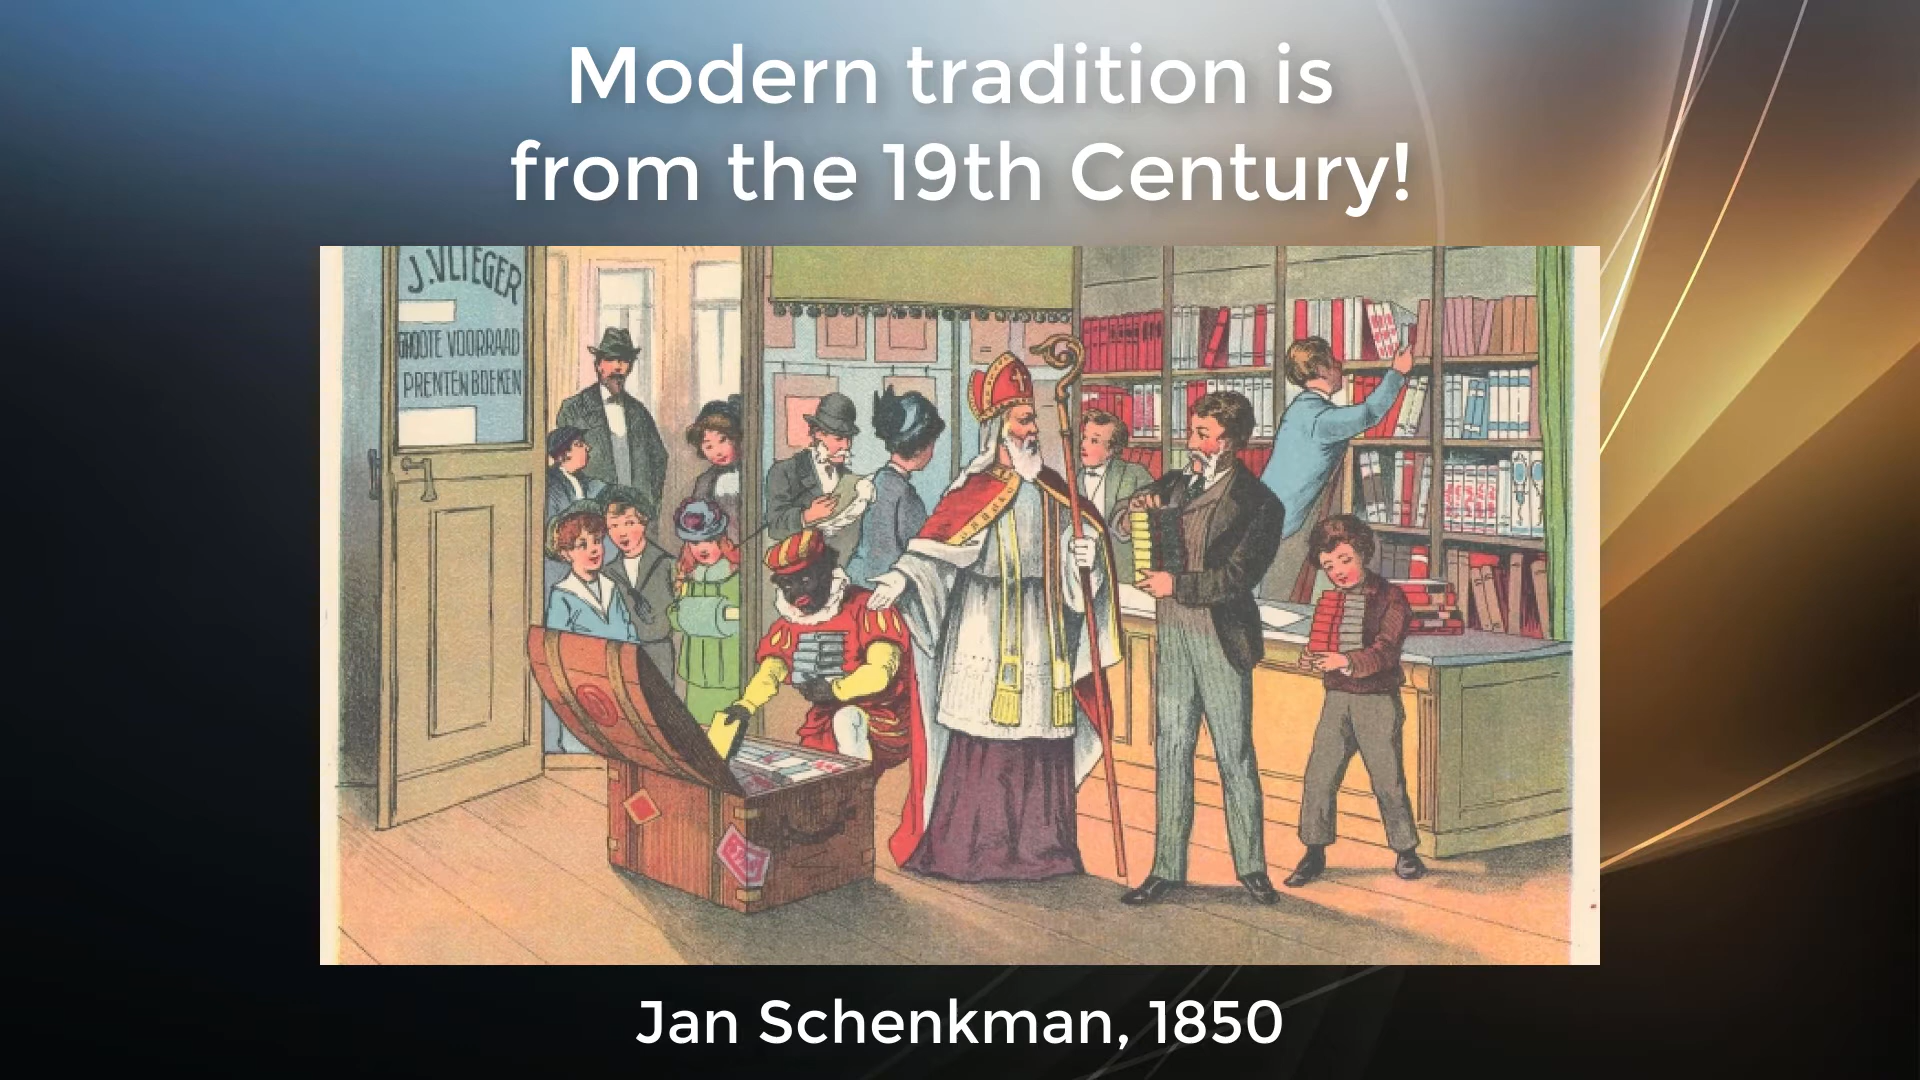 Modern tradition is
from the 19th Century!
J. VLIEGER
GROOTE VOORRAAD
PRENTENBOEKEN
Jan Schenkman, 1850